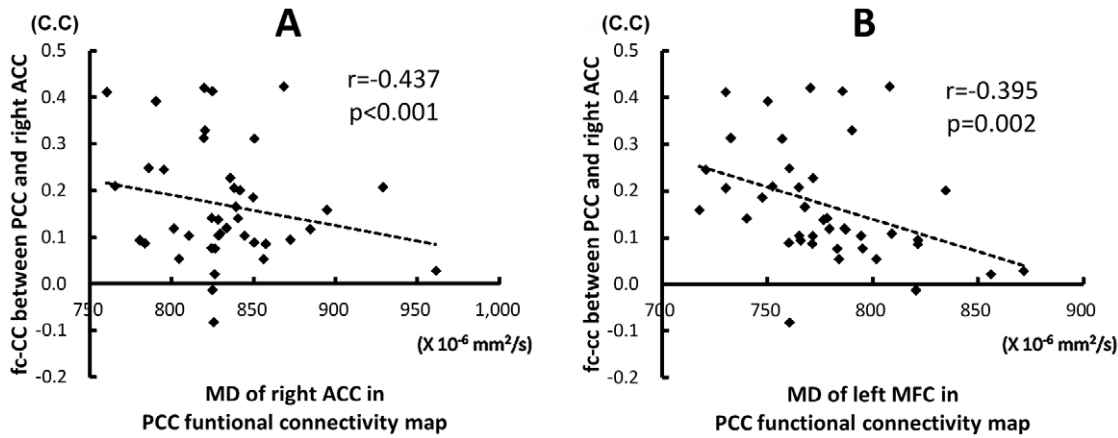 (C.C)
A
fc-CC between PCC and right ACC
0.5
0.4
0.3
0.2
0.1
0.0
-0.1
-0.2
r=-0.437
p<0.001
750
800
850
900
950
1,000
(X 10⁻⁶ mm²/s)
MD of right ACC in
PCC funtional connectivity map
(C.C)
B
fc-cc between PCC and right ACC
0.5
0.4
0.3
0.2
0.1
0.0
-0.1
-0.2
r=-0.395
p=0.002
700
750
800
850
900
(X 10⁻⁶ mm²/s)
MD of left MFC in
PCC functional connectivity map